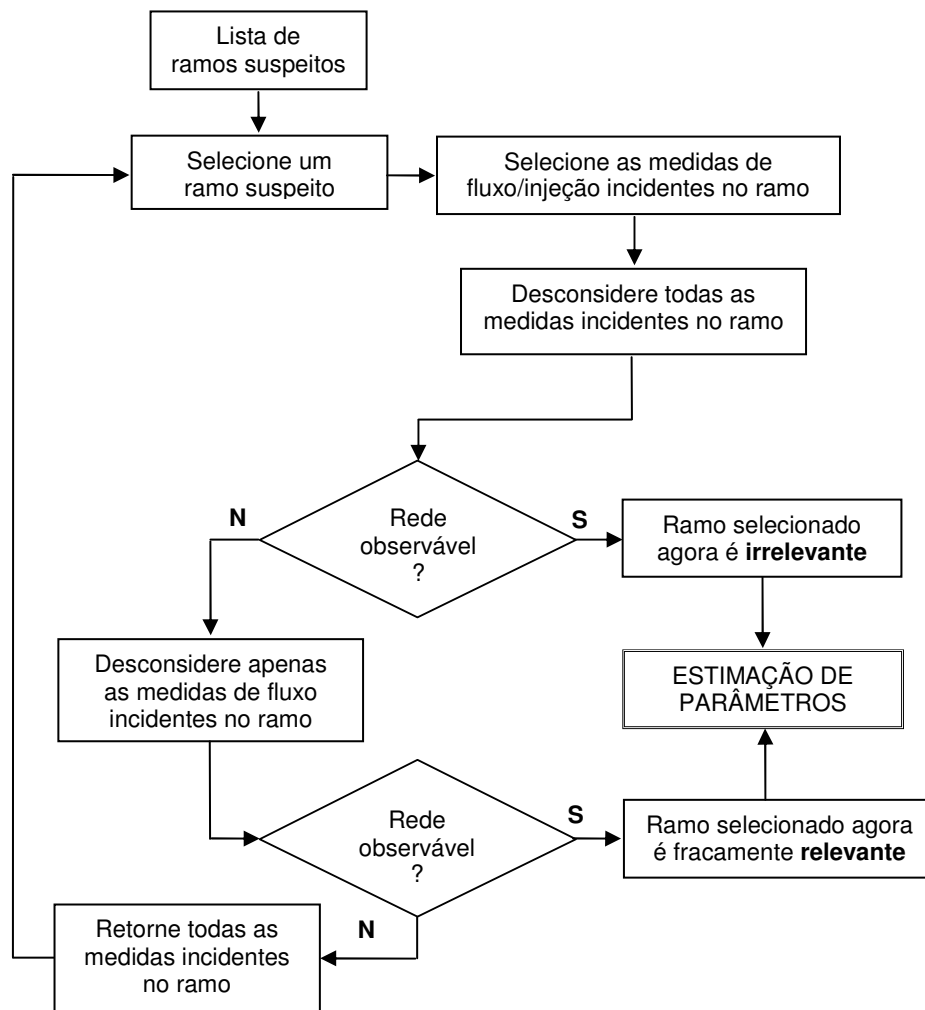 Lista de
ramos suspeitos
Selecione um
ramo suspeito
Selecione as medidas de
fluxo/injeção incidentes no ramo
Desconsidere todas as
medidas incidentes no ramo
Rede
observável
?
N
S
Ramo selecionado
agora é irrelevante
Desconsidere apenas
as medidas de fluxo
incidentes no ramo
ESTIMAÇÃO DE
PARÂMETROS
Rede
observável
?
S
Ramo selecionado agora
é fracamente relevante
N
Retorne todas as
medidas incidentes
no ramo